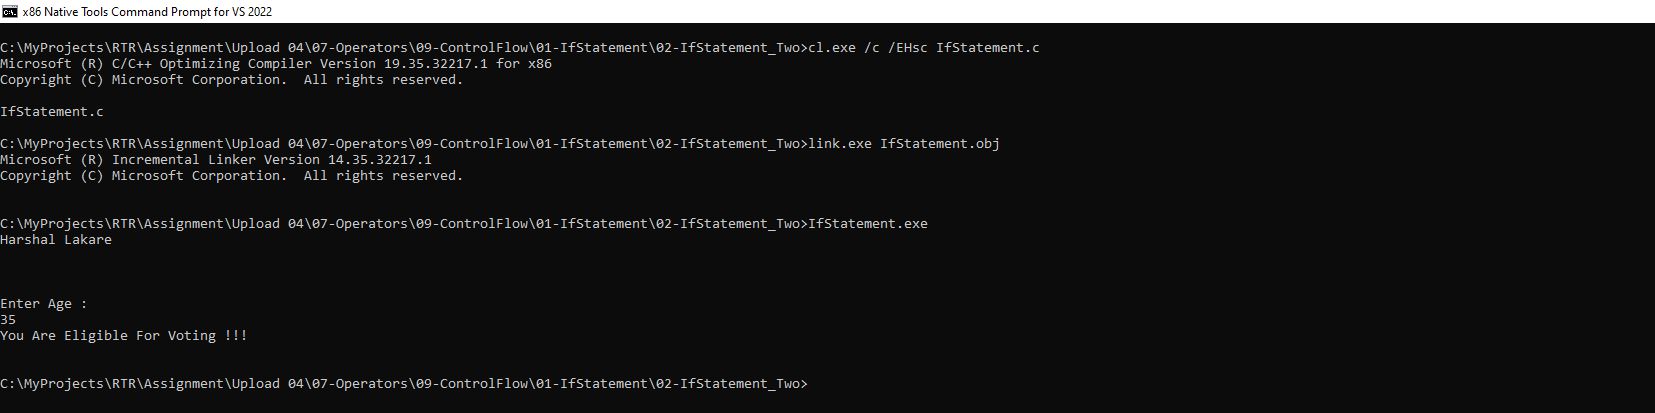 x86 Native Tools Command Prompt for VS 2022
C:\MyProjects\RTR\Assignment\Upload 04\07-Operators\09-ControlFlow\01-IfStatement\02-IfStatement_Two>cl.exe /c /EHsc IfStatement.c
Microsoft (R) C/C++ Optimizing Compiler Version 19.35.32217.1 for x86
Copyright (C) Microsoft Corporation.  All rights reserved.
IfStatement.c
C:\MyProjects\RTR\Assignment\Upload 04\07-Operators\09-ControlFlow\01-IfStatement\02-IfStatement_Two>link.exe IfStatement.obj
Microsoft (R) Incremental Linker Version 14.35.32217.1
Copyright (C) Microsoft Corporation.  All rights reserved.
C:\MyProjects\RTR\Assignment\Upload 04\07-Operators\09-ControlFlow\01-IfStatement\02-IfStatement_Two>IfStatement.exe
Harshal Lakare
Enter Age :
35
You Are Eligible For Voting !!!
C:\MyProjects\RTR\Assignment\Upload 04\07-Operators\09-ControlFlow\01-IfStatement\02-IfStatement_Two>